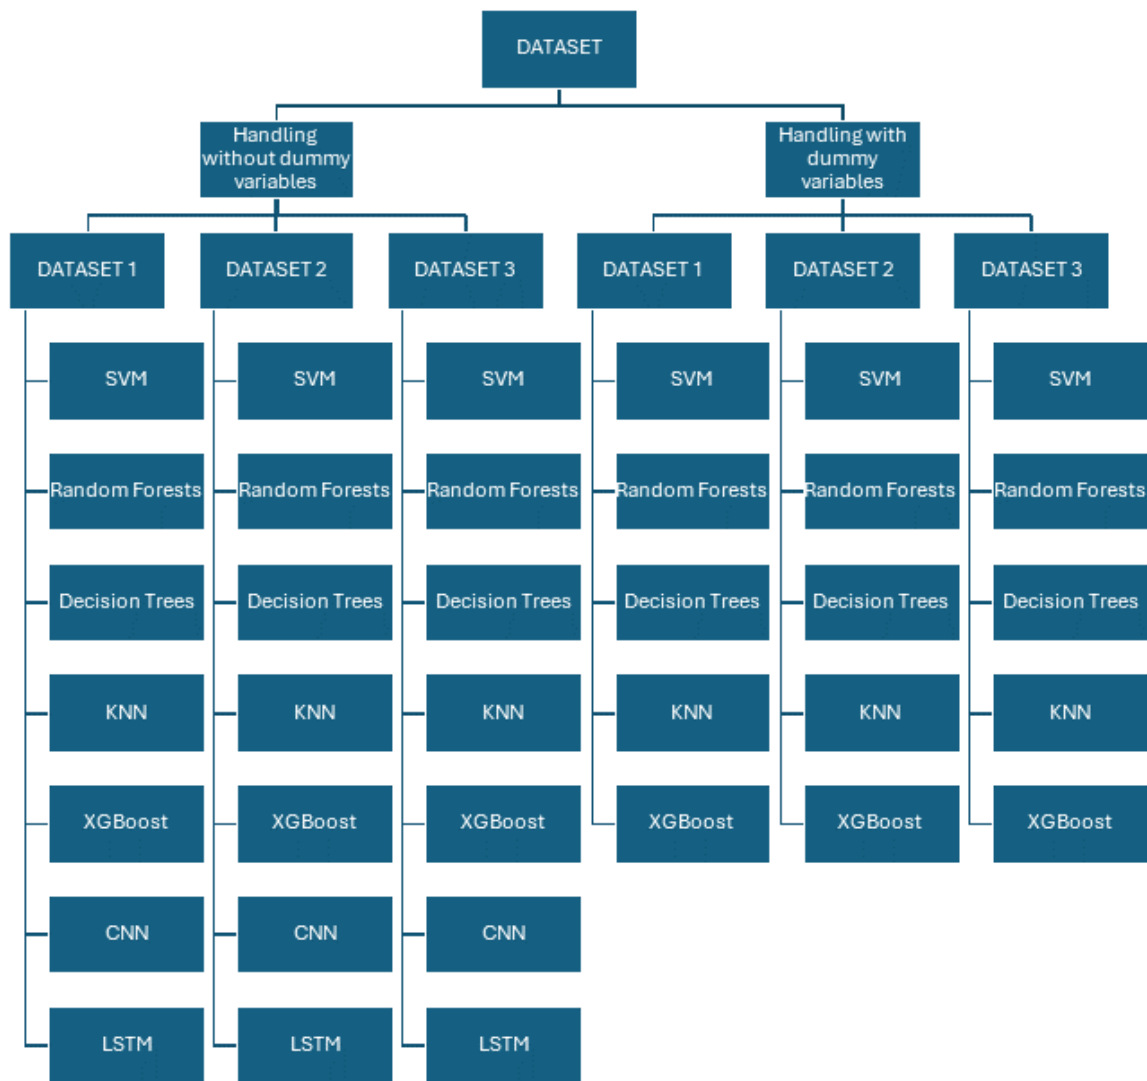 DATASET
Handling
without dummy
variables
Handling with
dummy
variables
DATASET 1
DATASET 2
DATASET 3
DATASET 1
DATASET 2
DATASET 3
SVM
SVM
SVM
SVM
SVM
SVM
Random Forests
Random Forests
Random Forests
Random Forests
Random Forests
Random Forests
Decision Trees
Decision Trees
Decision Trees
Decision Trees
Decision Trees
Decision Trees
KNN
KNN
KNN
KNN
KNN
KNN
XGBoost
XGBoost
XGBoost
XGBoost
XGBoost
XGBoost
CNN
CNN
CNN
LSTM
LSTM
LSTM